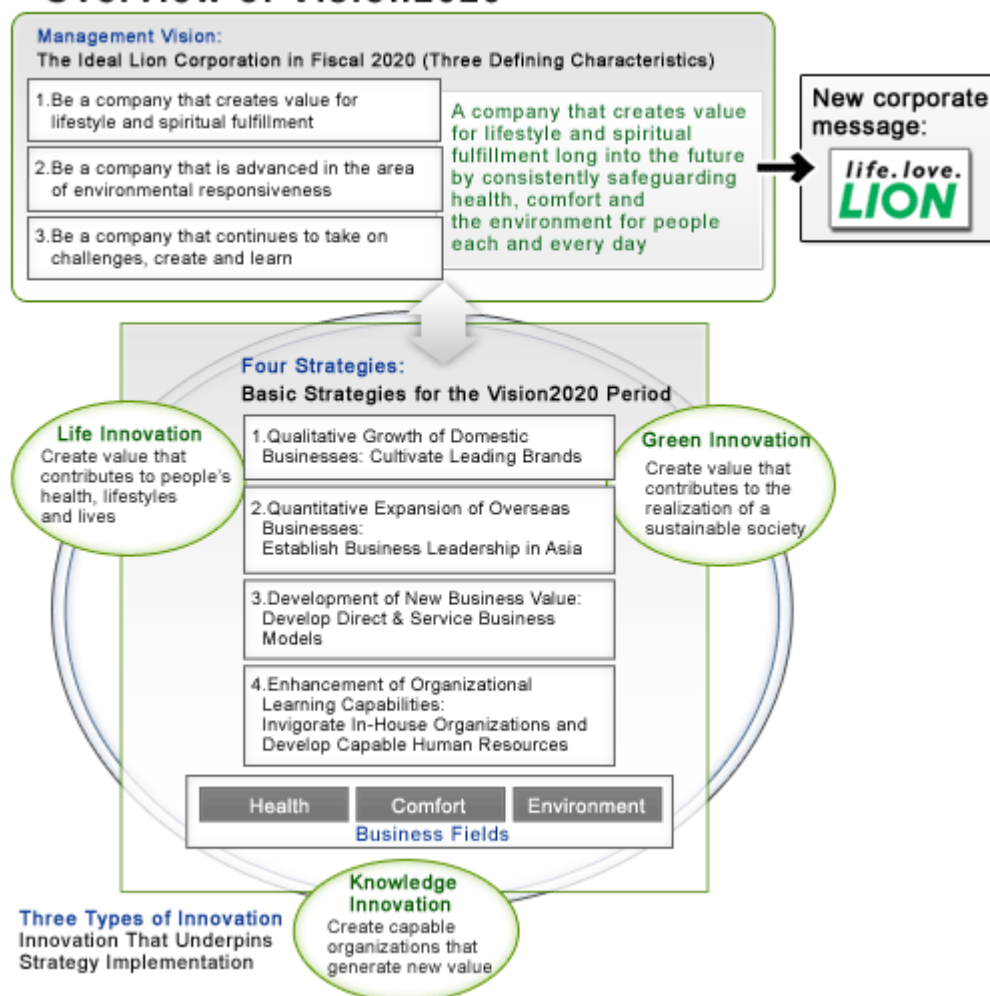 Overview of Vision2020
Management Vision:
The Ideal Lion Corporation in Fiscal 2020 (Three Defining Characteristics)
1.Be a company that creates value for
lifestyle and spiritual fulfillment
2.Be a company that is advanced in the area
of environmental responsiveness
3.Be a company that continues to take on
challenges, create and learn
A company that creates value
for lifestyle and spiritual
fulfillment long into the future
by consistently safeguarding
health, comfort and
the environment for people
each and every day
New corporate
message:
life.love.
LION
Four Strategies:
Basic Strategies for the Vision2020 Period
Life Innovation
Create value that
contributes to people's
health, lifestyles
and lives
1.Qualitative Growth of Domestic
Businesses: Cultivate Leading Brands
2.Quantitative Expansion of Overseas
Businesses:
Establish Business Leadership in Asia
3.Development of New Business Value:
Develop Direct & Service Business
Models
4.Enhancement of Organizational
Learning Capabilities:
Invigorate In-House Organizations and
Develop Capable Human Resources
Green Innovation
Create value that
contributes to the
realization of a
sustainable society
Health
Comfort
Environment
Business Fields
Knowledge
Innovation
Create capable
organizations that
generate new value
Three Types of Innovation
Innovation That Underpins
Strategy Implementation